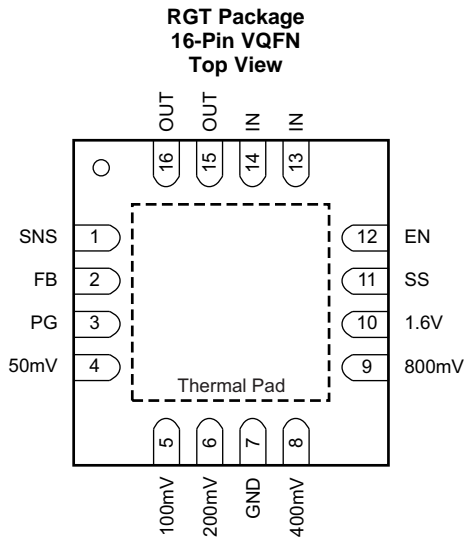 RGT Package
16-Pin VQFN
Top View
OUT
OUT
IN
IN
16
15
14
13
SNS 1
12 EN
FB 2
11 SS
PG 3
10 1.6V
50mV 4
9 800mV
Thermal Pad
5
6
7
8
100mV
200mV
GND
400mV